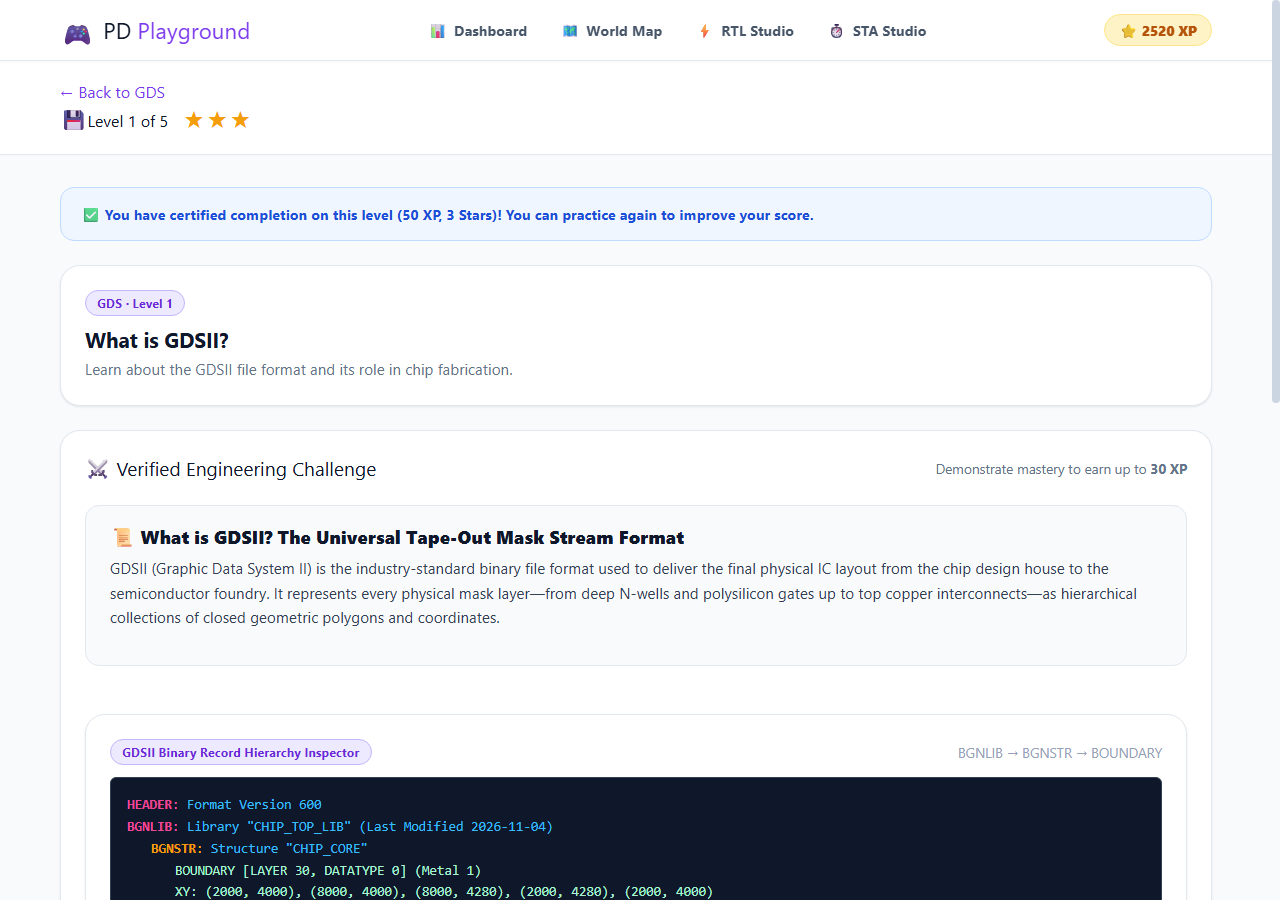 PD Playground
Dashboard
World Map
RTL Studio
STA Studio
2520 XP
← Back to GDS
Level 1 of 5 ★ ★ ★
You have certified completion on this level (50 XP, 3 Stars)! You can practice again to improve your score.
GDS · Level 1
What is GDSII?
Learn about the GDSII file format and its role in chip fabrication.
Verified Engineering Challenge
Demonstrate mastery to earn up to 30 XP
What is GDSII? The Universal Tape-Out Mask Stream Format
GDSII (Graphic Data System II) is the industry-standard binary file format used to deliver the final physical IC layout from the chip design house to the
semiconductor foundry. It represents every physical mask layer—from deep N-wells and polysilicon gates up to top copper interconnects—as hierarchical
collections of closed geometric polygons and coordinates.
GDSII Binary Record Hierarchy Inspector
BGNLIB → BGNSTR → BOUNDARY
HEADER: Format Version 600
BGNLIB: Library "CHIP_TOP_LIB" (Last Modified 2026-11-04)
BGNSTR: Structure "CHIP_CORE"
BOUNDARY [LAYER 30, DATATYPE 0] (Metal 1)
XY: (2000, 4000), (8000, 4000), (8000, 4280), (2000, 4280), (2000, 4000)